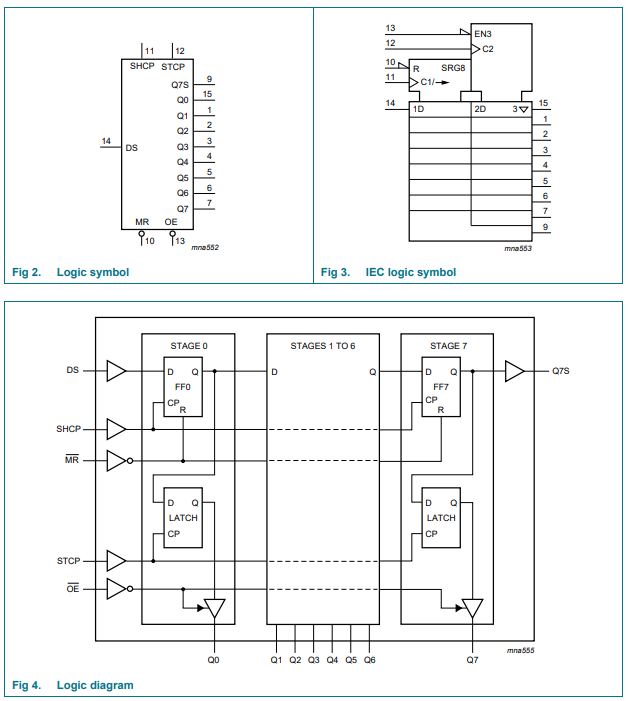 11 12
SHCP STCP
Q7S 9
Q0 15
Q1 1
Q2 2
14 DS Q3 3
Q4 4
Q5 5
Q6 6
Q7 7
MR OE
10 13
mna552
Fig 2. Logic symbol
13 EN3
12 C2
10 R SRG8
11 C1/→
14 1D 2D 3▽ 15
1
2
3
4
5
6
7
9
mna553
Fig 3. IEC logic symbol
STAGE 0 STAGES 1 TO 6 STAGE 7
DS D Q D Q D Q Q7S
FF0 FF7
CP CP
R R
SHCP
MR
D Q D Q
LATCH LATCH
CP CP
STCP
OE
mna555
Q0 Q1 Q2 Q3 Q4 Q5 Q6 Q7
Fig 4. Logic diagram